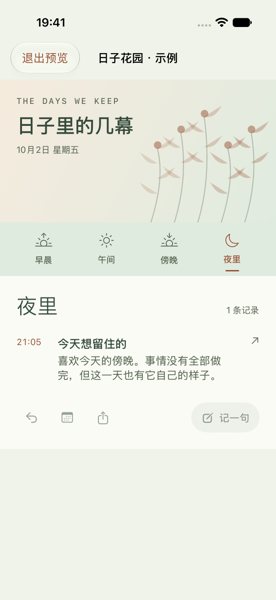 19:41
退出预览
日子花园·示例
THE DAYS WE KEEP
日子里的几幕
10月2日 星期五
早晨
午间
傍晚
夜里
夜里
1 条记录
21:05
今天想留住的
喜欢今天的傍晚。事情没有全部做
完，但这一天也有它自己的样子。
记一句